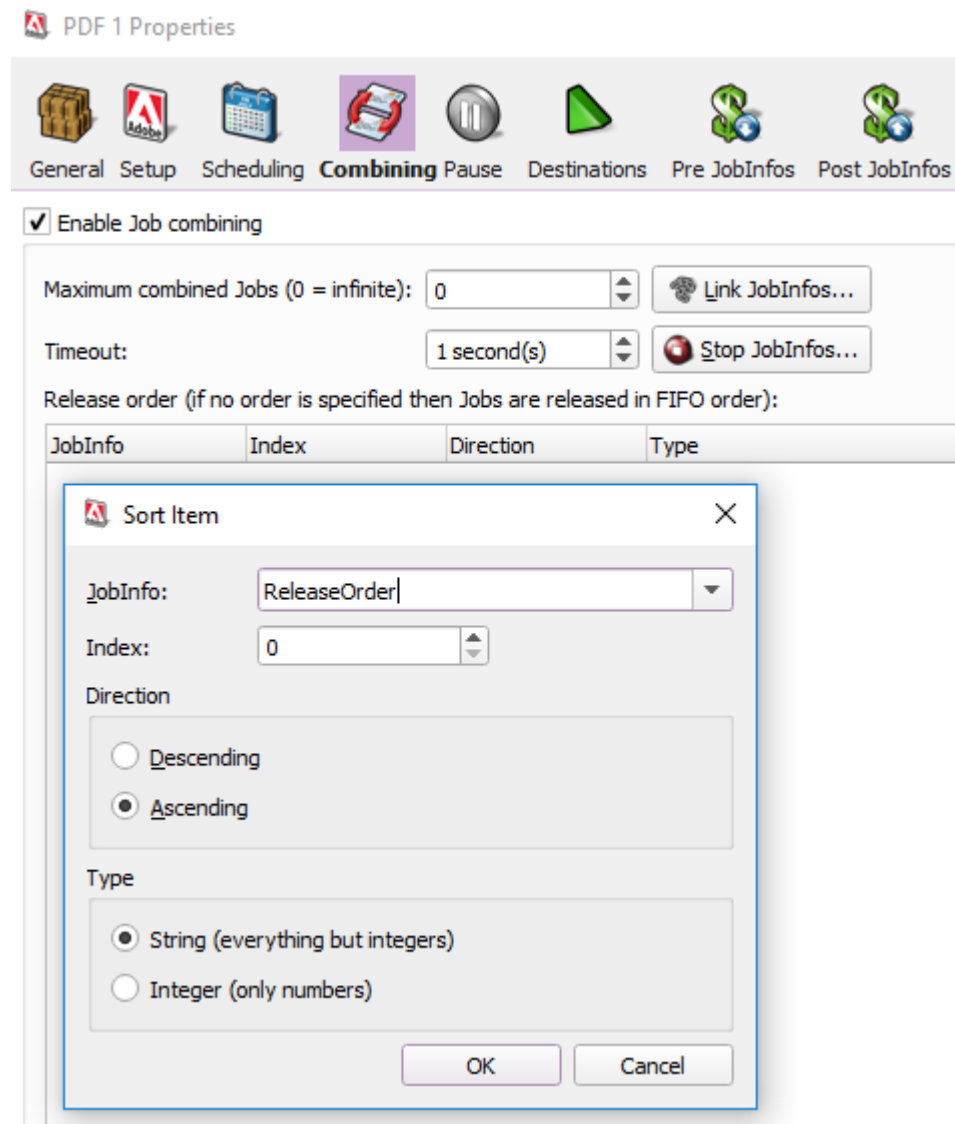 PDF 1 Properties
Adobe
General Setup Scheduling Combining Pause Destinations Pre JobInfos Post JobInfos
Enable Job combining
Maximum combined Jobs (0 = infinite): 0 Link JobInfos...
Timeout: 1 second(s) Stop JobInfos...
Release order (if no order is specified then Jobs are released in FIFO order):
JobInfo Index Direction Type
Sort Item
JobInfo: ReleaseOrder
Index: 0
Direction
Descending
Ascending
Type
String (everything but integers)
Integer (only numbers)
OK Cancel